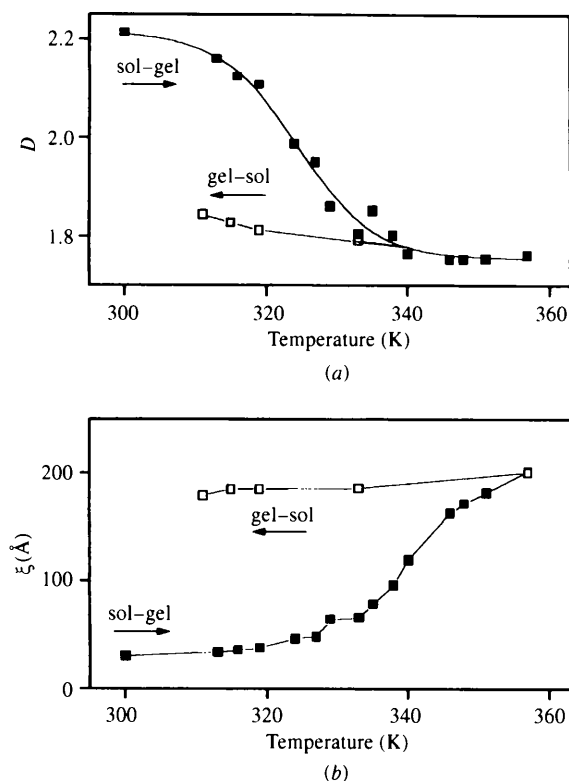 2.2
sol–gel
2.0
D
gel–sol
1.8
300 320 340 360
Temperature (K)
(a)
200
gel–sol
ξ(Å)
100
sol–gel
0
300 320 340 360
Temperature (K)
(b)